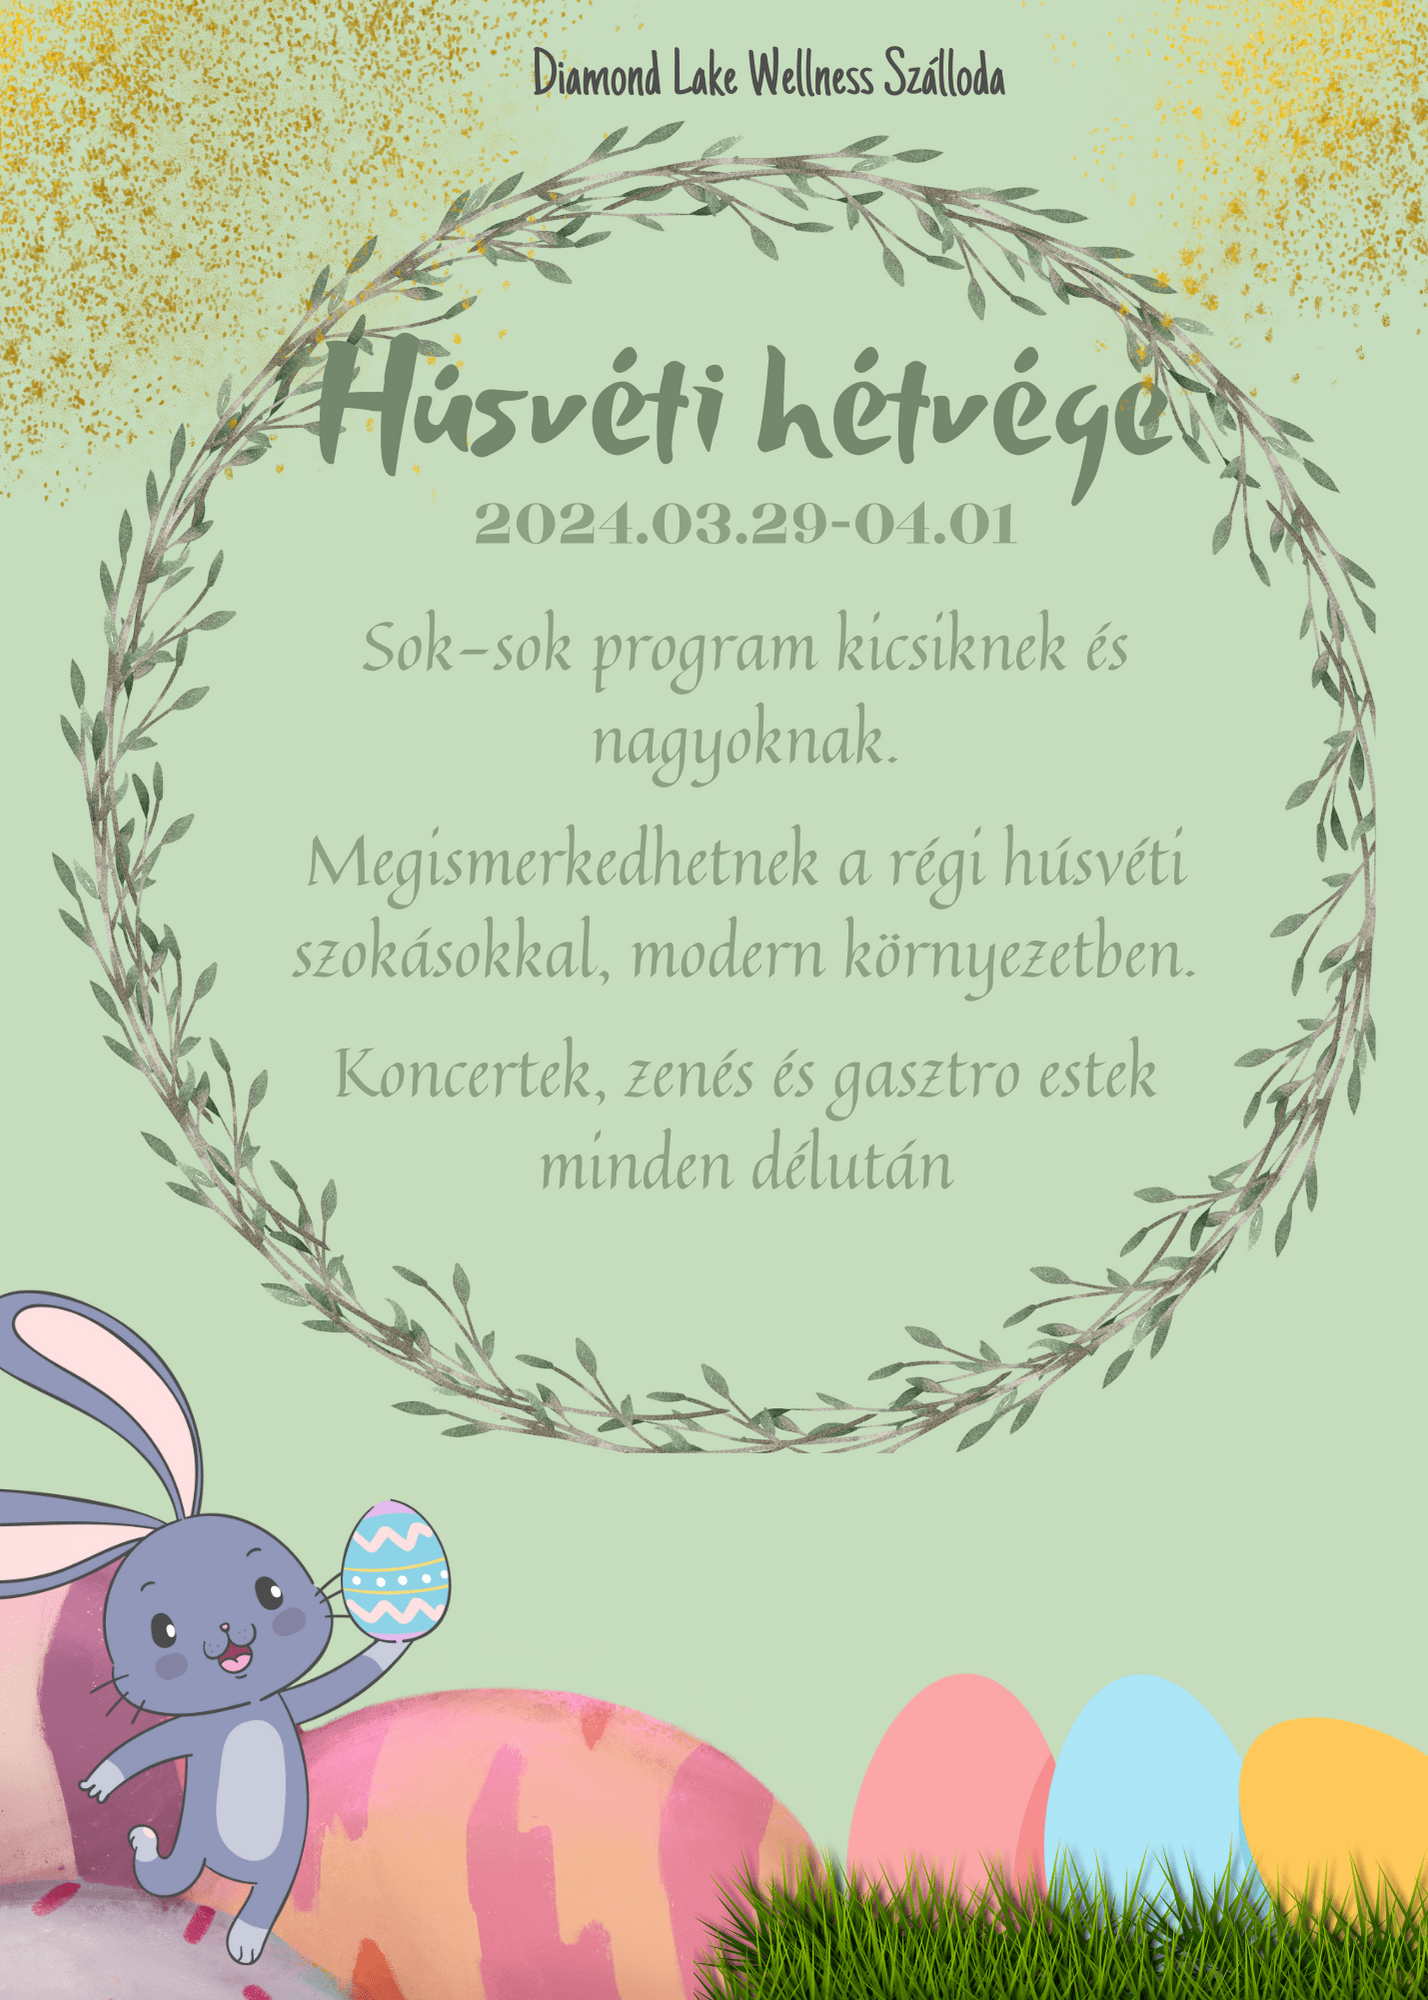 Diamond Lake Wellness Szálloda
Húsvéti hétvége
2024.03.29-04.01
Sok-sok program kicsiknek és
nagyoknak.
Megismerkedhetnek a régi húsvéti
szokásokkal, modern környezetben.
Koncertek, zenés és gasztro estek
minden délután